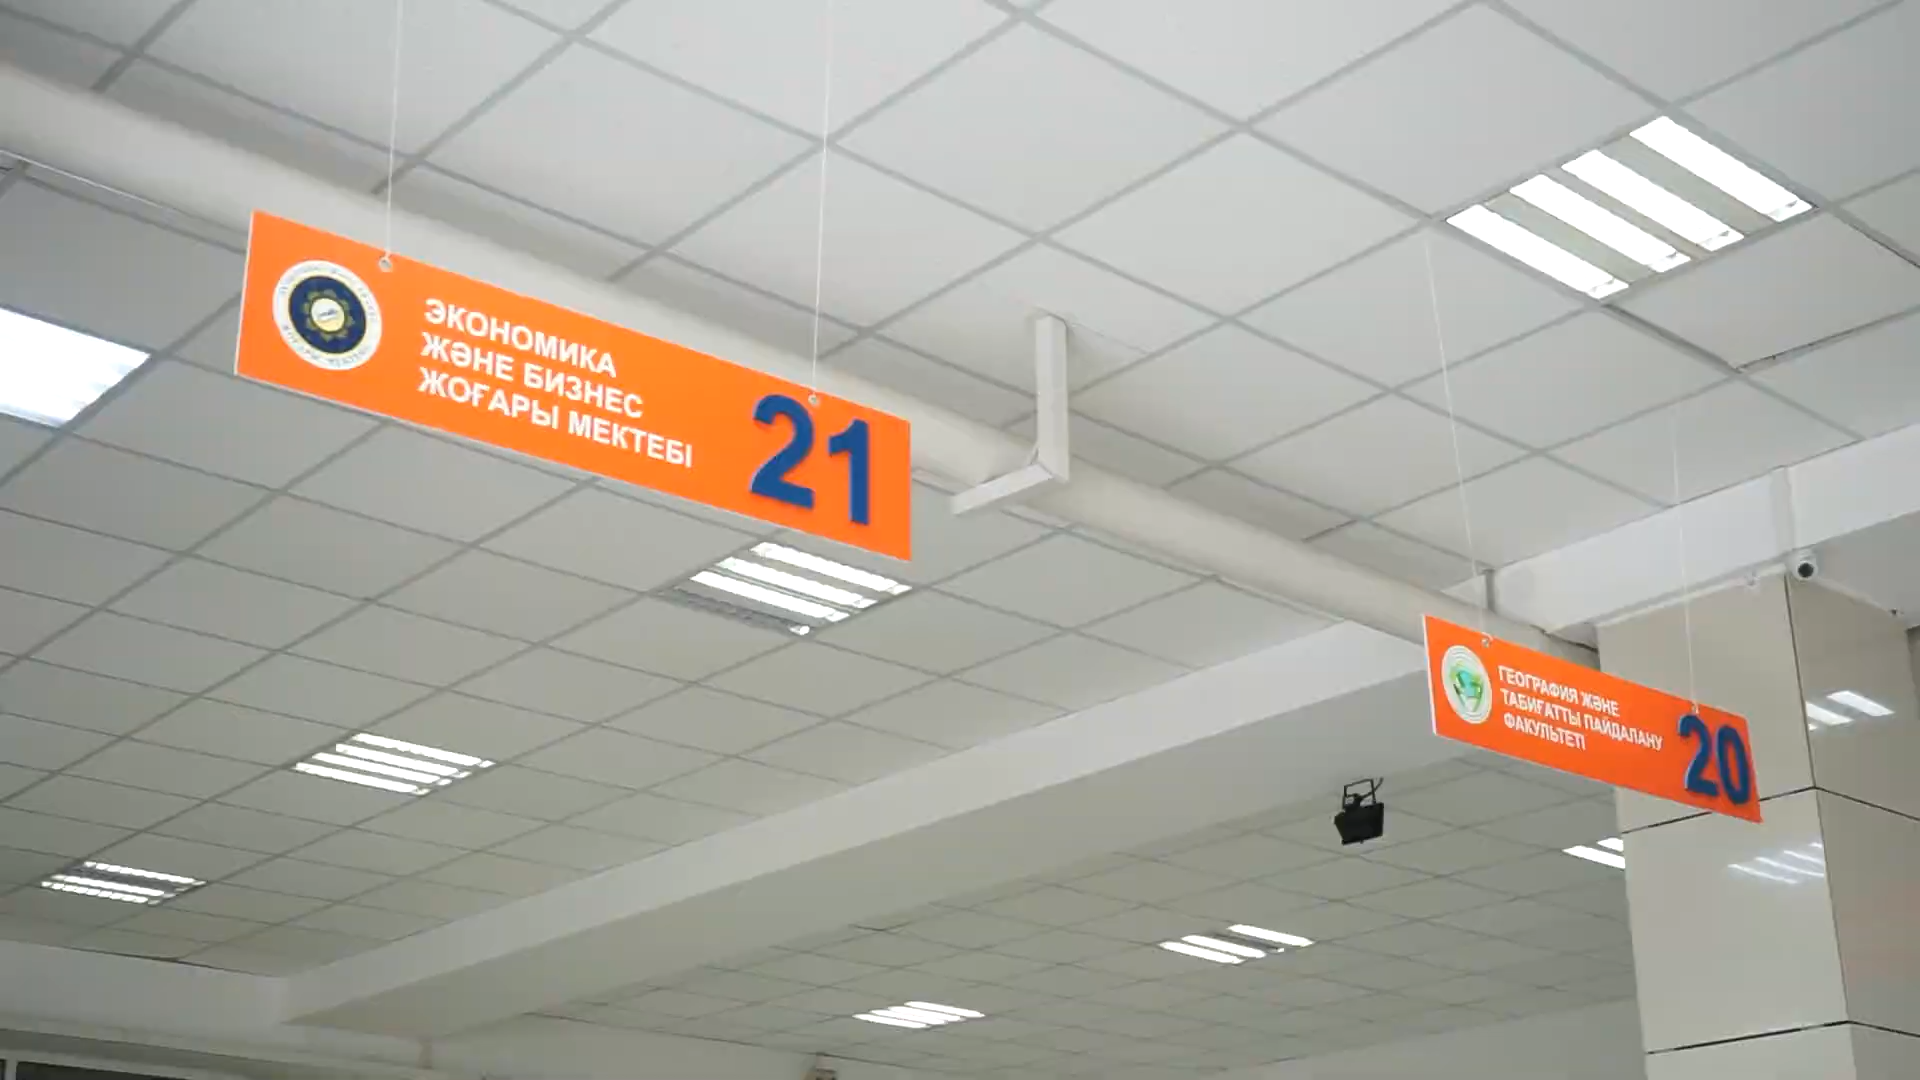 ЭКОНОМИКА
ЖӘНЕ БИЗНЕС
ЖОҒАРЫ МЕКТЕБІ
21
ГЕОГРАФИЯ ЖӘНЕ
ТАБИҒАТТЫ ПАЙДАЛАНУ
ФАКУЛЬТЕТІ
20